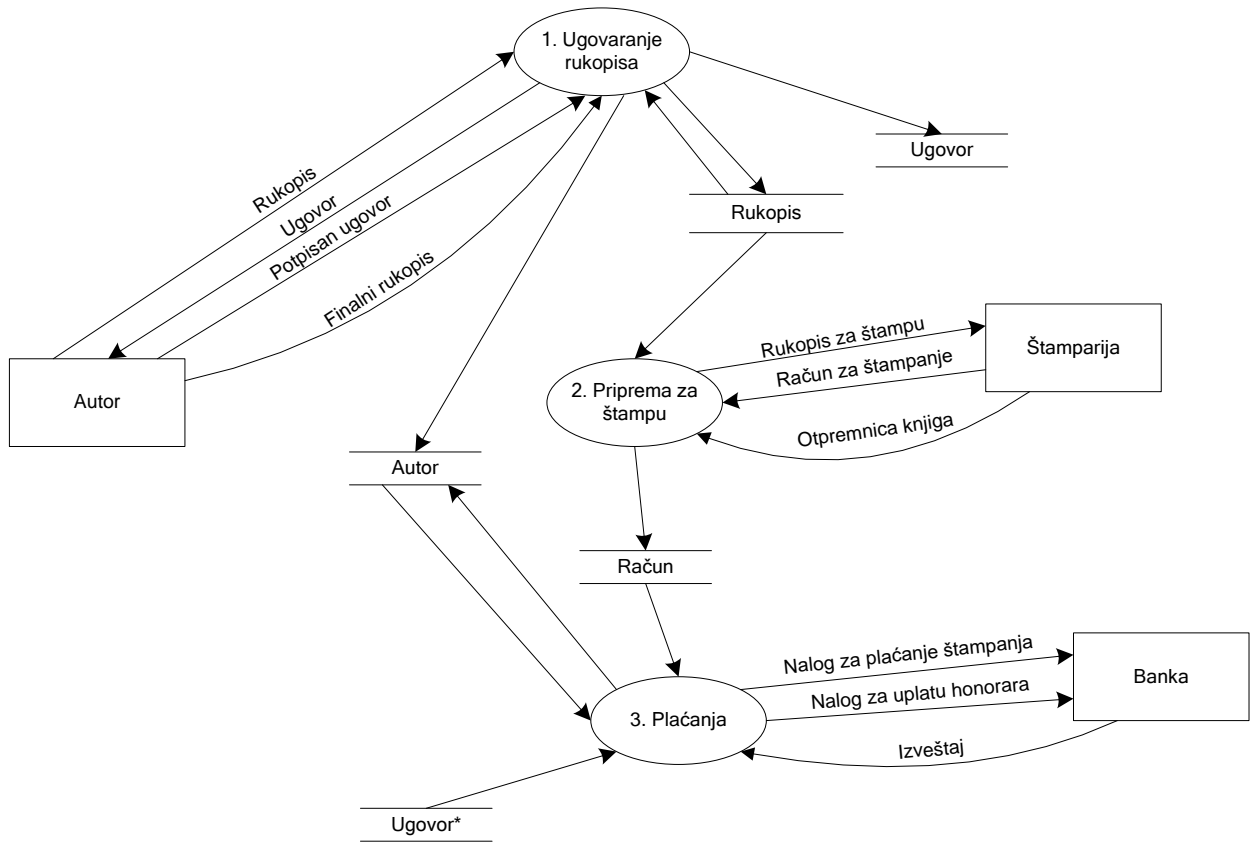 1. Ugovaranje
rukopisa
Ugovor
Rukopis
Rukopis
Ugovor
Potpisan ugovor
Finalni rukopis
Autor
Rukopis za štampu
Račun za štampanje
Otpremnica knjiga
Štamparija
2. Priprema za
štampu
Autor
Račun
Nalog za plaćanje štampanja
Nalog za uplatu honorara
Izveštaj
Banka
3. Plaćanja
Ugovor*